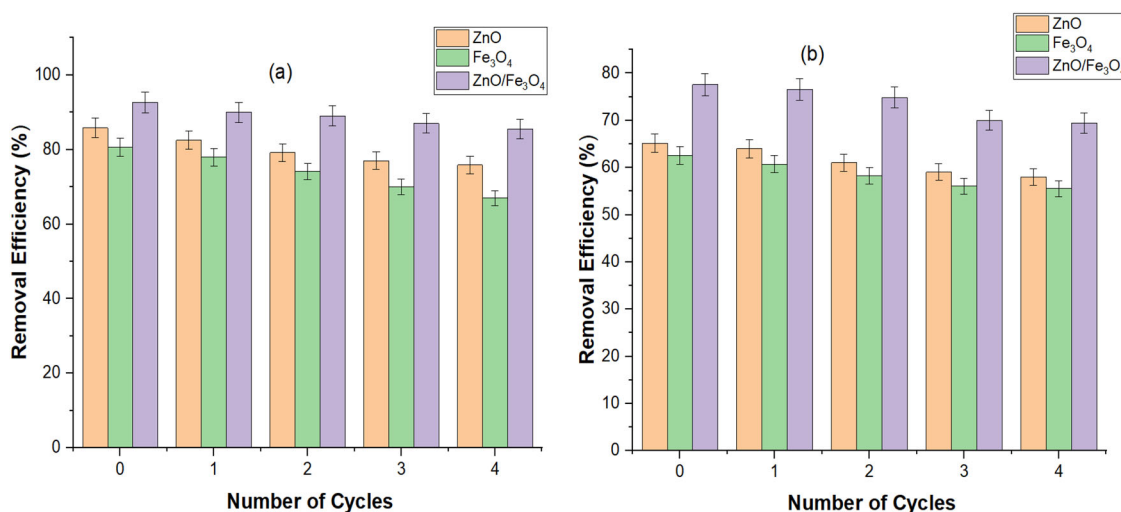 (a)
ZnO
Fe₃O₄
ZnO/Fe₃O₄
Removal Efficiency (%)
100
80
60
40
20
0
0 1 2 3 4
Number of Cycles
(b)
ZnO
Fe₃O₄
ZnO/Fe₃O
Removal Efficiency (%)
80
70
60
50
40
30
20
10
0
0 1 2 3 4
Number of Cycles